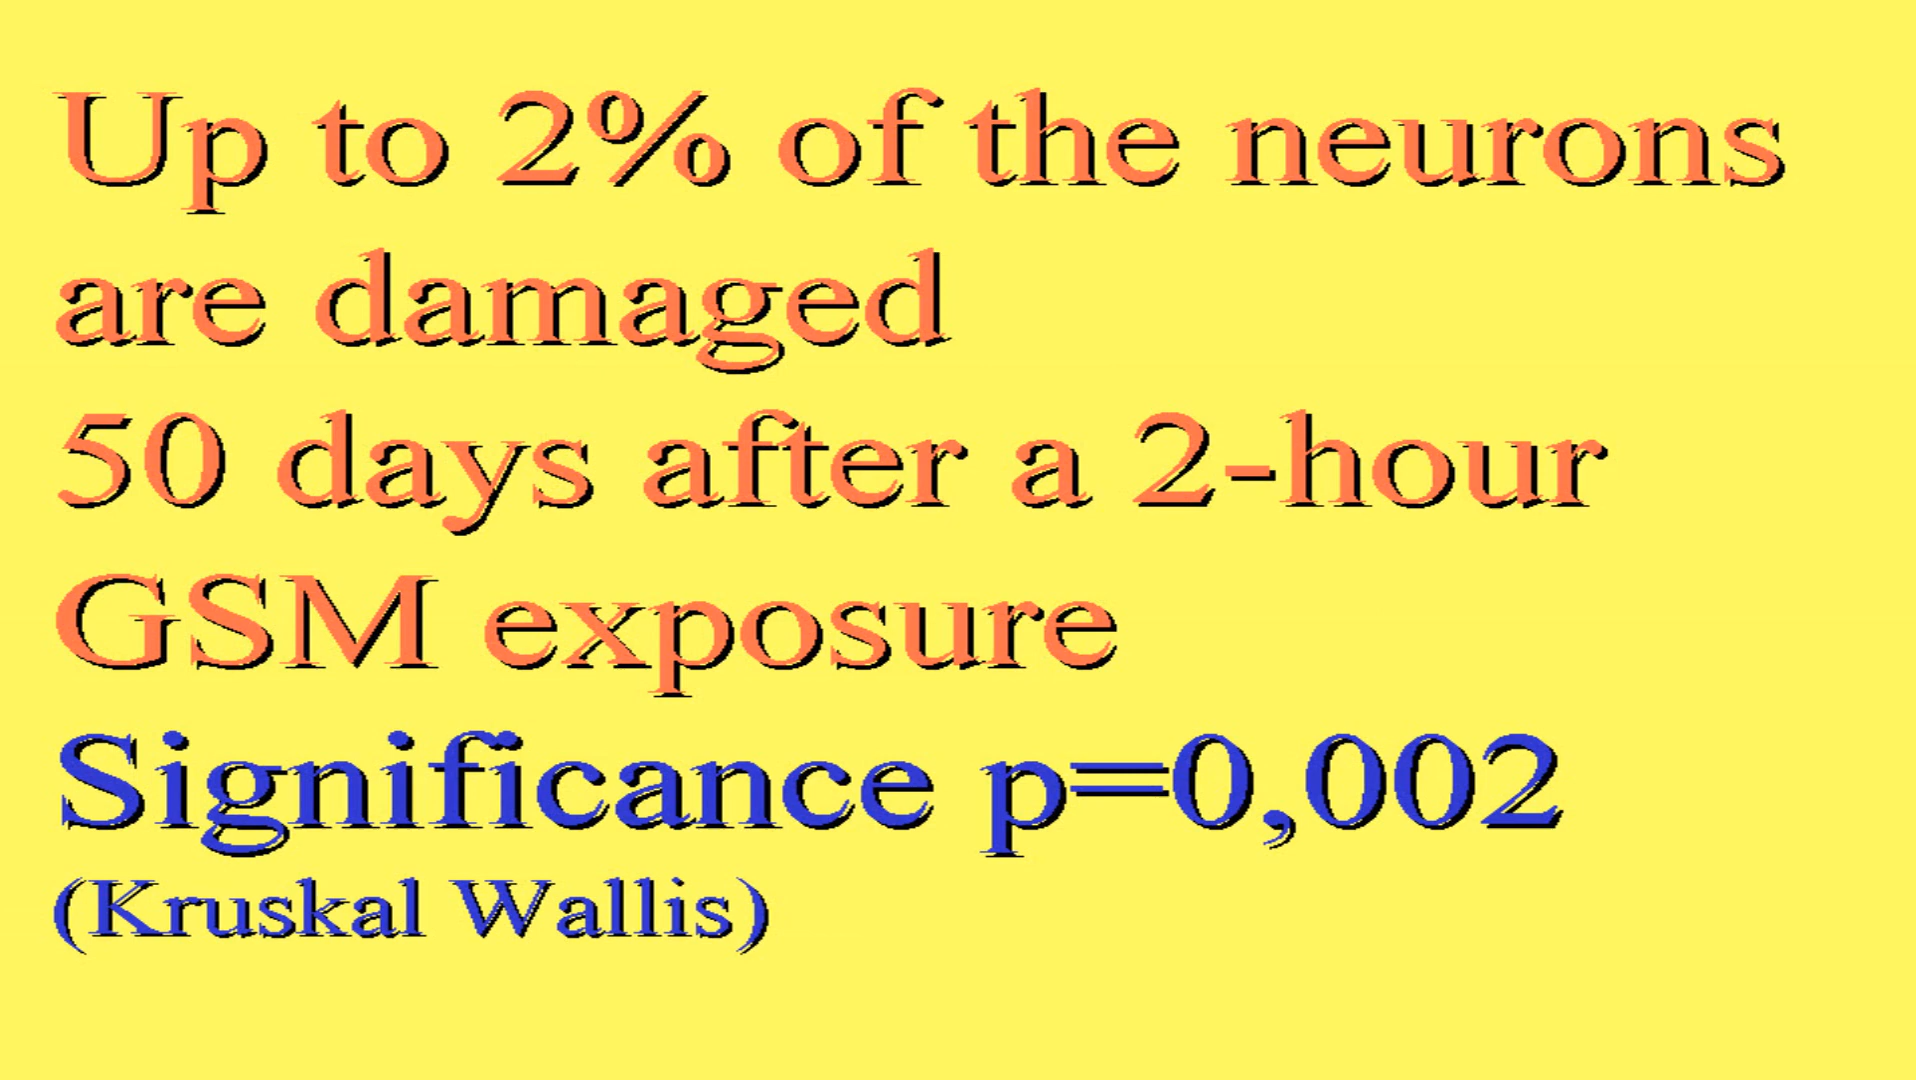 Up to 2% of the neurons
are damaged
50 days after a 2-hour
GSM exposure
Significance p=0,002
(Kruskal Wallis)